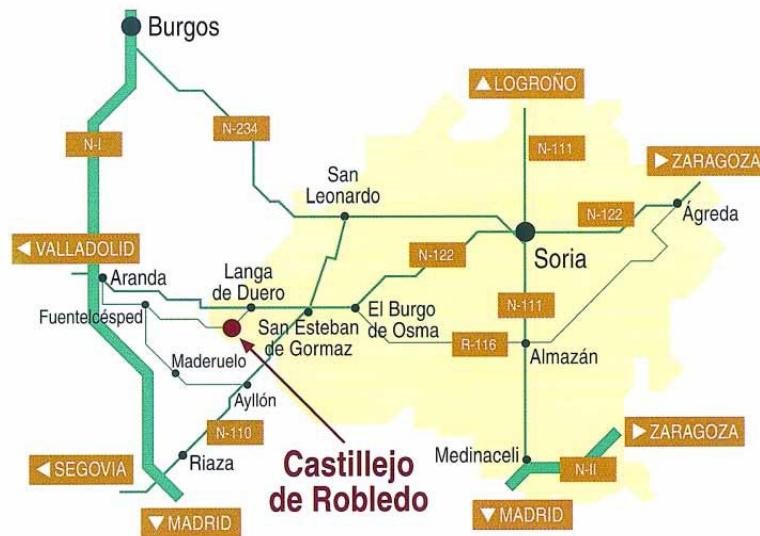 Burgos
▲ LOGROÑO
N-234
N-I
N-111
▶ ZARAGOZA
San
Leonardo
N-122
Ágreda
◀ VALLADOLID
Soria
N-122
Aranda
Langa
de Duero
N-111
Fuentelcésped
San Esteban
de Gormaz
El Burgo
de Osma
R-116
Almazán
Maderuelo
Ayllón
N-110
▶ ZARAGOZA
Riaza
Castillejo
de Robledo
Medinaceli
N-II
◀ SEGOVIA
▼ MADRID
▼ MADRID